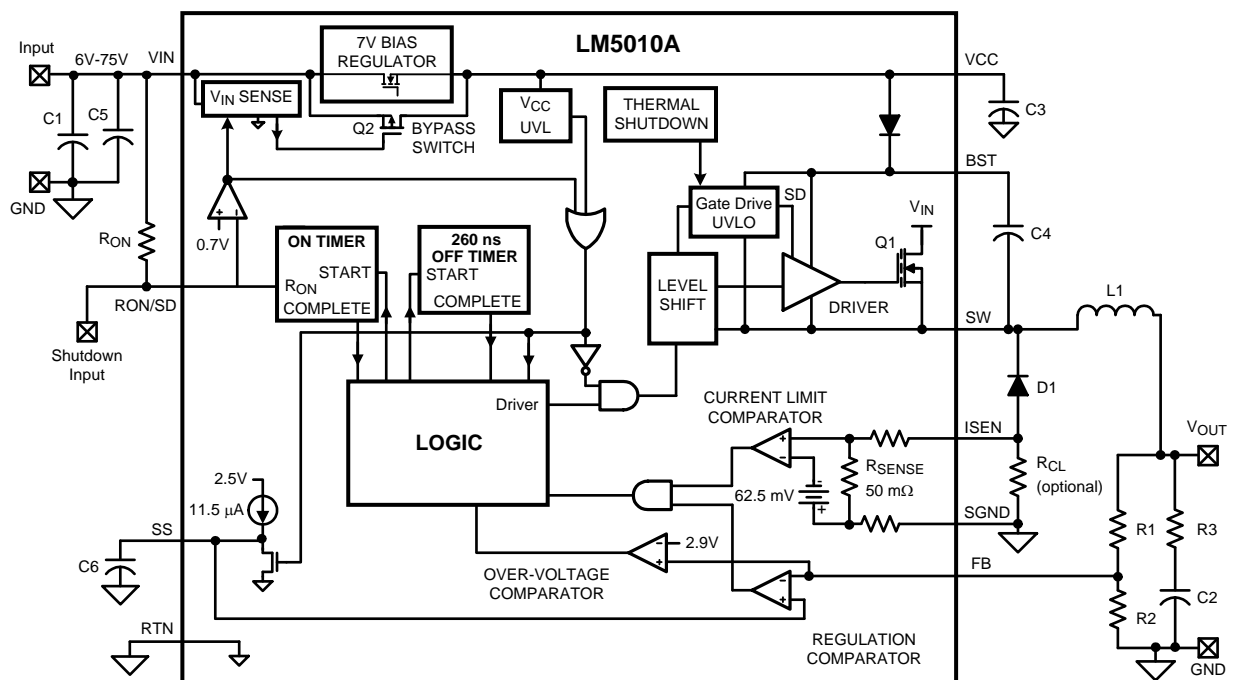 LM5010A
Input
6V-75V
VIN
7V BIAS
REGULATOR
VCC
VIN SENSE
C1
C5
Q2
BYPASS
SWITCH
VCC
UVL
THERMAL
SHUTDOWN
C3
BST
GND
SD
Gate Drive
UVLO
VIN
Q1
C4
0.7V
RON
ON TIMER
START
RON
COMPLETE
260 ns
OFF TIMER
START
COMPLETE
LEVEL
SHIFT
DRIVER
L1
RON/SD
SW
Shutdown
Input
Driver
LOGIC
CURRENT LIMIT
COMPARATOR
D1
ISEN
VOUT
2.5V
11.5 µA
RSENSE
50 mΩ
62.5 mV
RCL
(optional)
SS
SGND
R1
R3
2.9V
C6
OVER-VOLTAGE
COMPARATOR
FB
R2
C2
RTN
REGULATION
COMPARATOR
GND